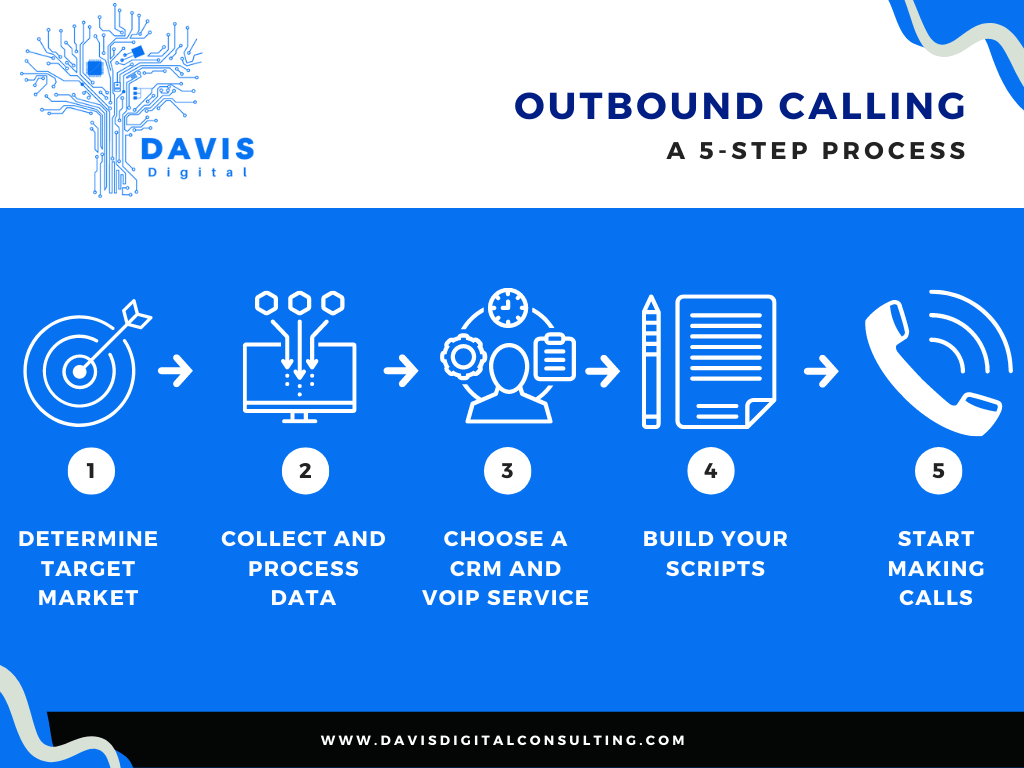 DAVIS
Digital
OUTBOUND CALLING
A 5-STEP PROCESS
1
DETERMINE
TARGET
MARKET
2
COLLECT AND
PROCESS
DATA
3
CHOOSE A
CRM AND
VOIP SERVICE
4
BUILD YOUR
SCRIPTS
5
START
MAKING
CALLS
WWW.DAVISDIGITALCONSULTING.COM